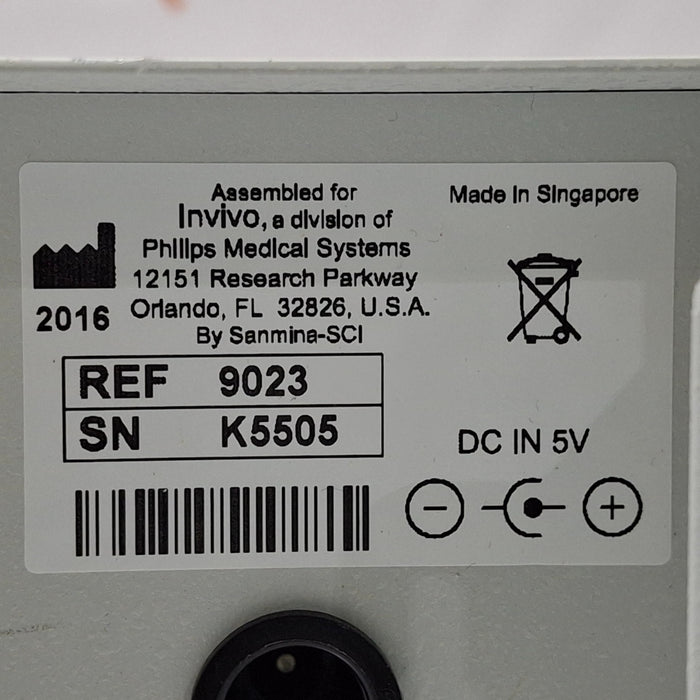 Assembled for
Invivo, a division of
Philips Medical Systems
12151 Research Parkway
Orlando, FL 32826, U.S.A.
By Sanmina-SCI
2016
Made In Singapore
REF 9023
SN K5505
DC IN 5V